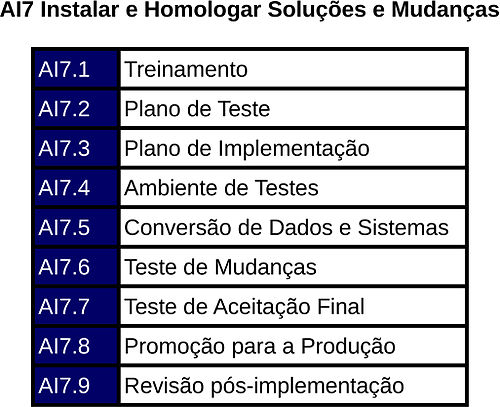 AI7 Instalar e Homologar Soluções e Mudanças
AI7.1 Treinamento
AI7.2 Plano de Teste
AI7.3 Plano de Implementação
AI7.4 Ambiente de Testes
AI7.5 Conversão de Dados e Sistemas
AI7.6 Teste de Mudanças
AI7.7 Teste de Aceitação Final
AI7.8 Promoção para a Produção
AI7.9 Revisão pós-implementação